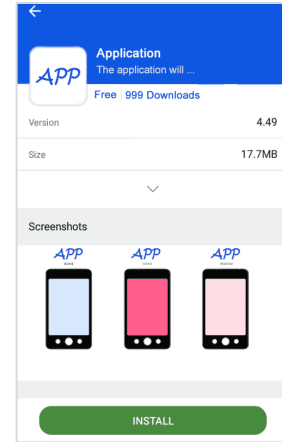 Application
The application will ...
APP
Free 999 Downloads
Version 4.49
Size 17.7MB
Screenshots
APP APP APP
INSTALL